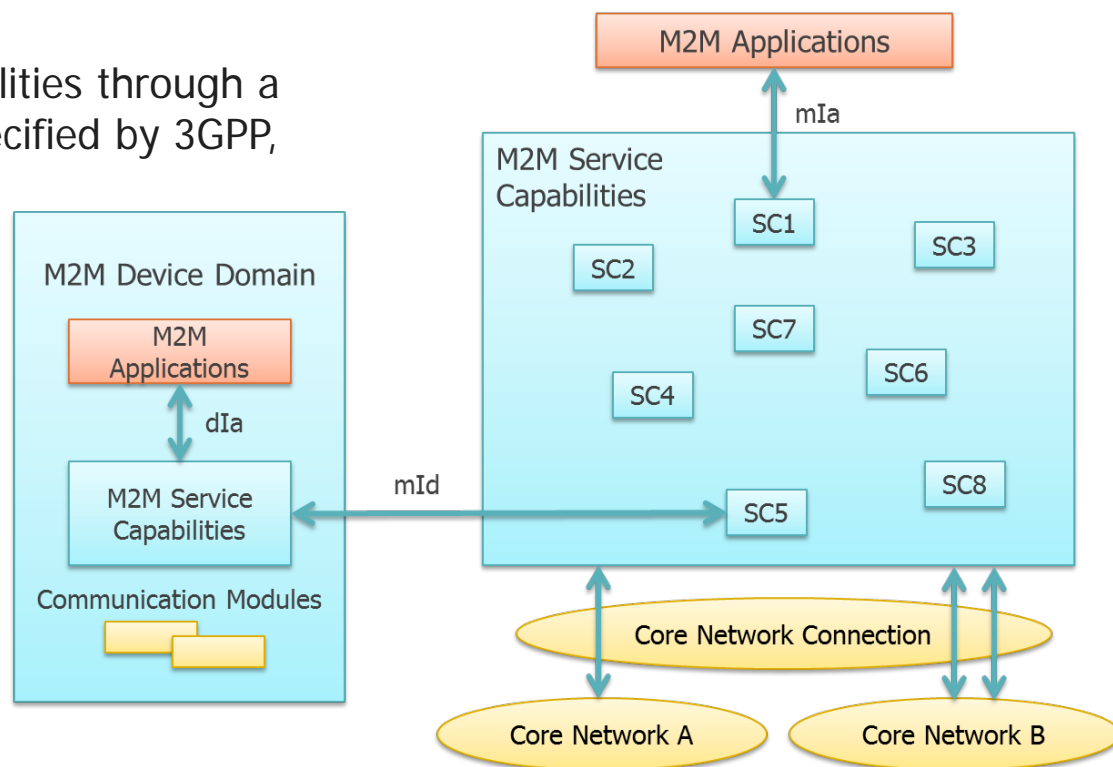 lities through a
ecified by 3GPP,
M2M Applications
mIa
M2M Service
Capabilities
SC1
SC2
SC3
SC7
SC6
SC4
SC8
SC5
M2M Device Domain
M2M
Applications
dIa
M2M Service
Capabilities
mId
Communication Modules
Core Network Connection
Core Network A
Core Network B